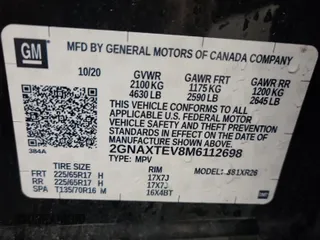 GM
MFD BY GENERAL MOTORS OF CANADA COMPANY
10/20 GVWR GAWR FRT GAWR RR
2100 KG 1175 KG 1200 KG
4630 LB 2590 LB 2645 LB
THIS VEHICLE CONFORMS TO ALL
APPLICABLE U.S. FEDERAL MOTOR
VEHICLE SAFETY AND THEFT
PREVENTION STANDARDS IN EFFECT
ON THE DATE OF MANUFACTURE
SHOWN ABOVE.
384A 2GNAXTEV8M6112698
TYPE: MPV MODEL:
TIRE SIZE RIM
FRT 225/65R17 H 17X7J
RR 225/65R17 H 17X7J
SPA T135/70R16 M 16X4BT